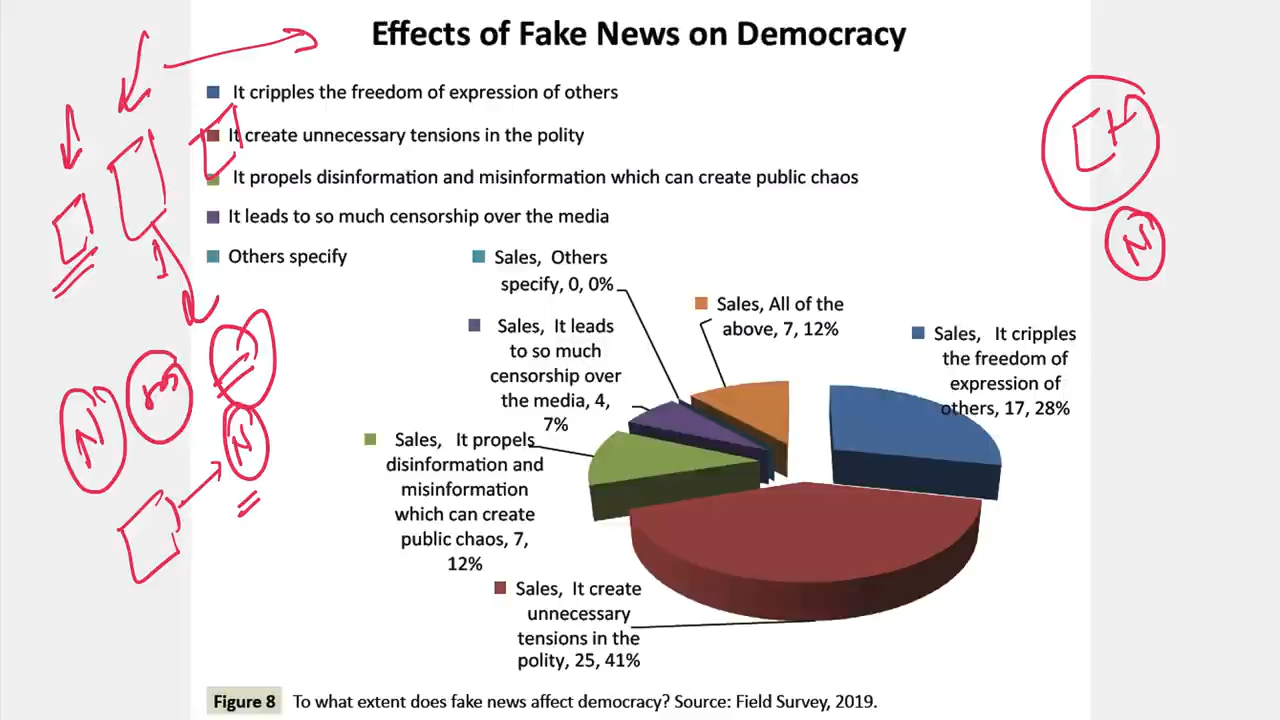 Effects of Fake News on Democracy
It cripples the freedom of expression of others
It create unnecessary tensions in the polity
It propels disinformation and misinformation which can create public chaos
It leads to so much censorship over the media
Others specify
Sales, Others
specify, 0, 0%
Sales, All of the
above, 7, 12%
Sales, It cripples
the freedom of
expression of
others, 17, 28%
Sales, It leads
to so much
censorship over
the media, 4,
7%
Sales, It propels
disinformation and
misinformation
which can create
public chaos, 7,
12%
Sales, It create
unnecessary
tensions in the
polity, 25, 41%
Figure 8 To what extent does fake news affect democracy? Source: Field Survey, 2019.
N
N
N